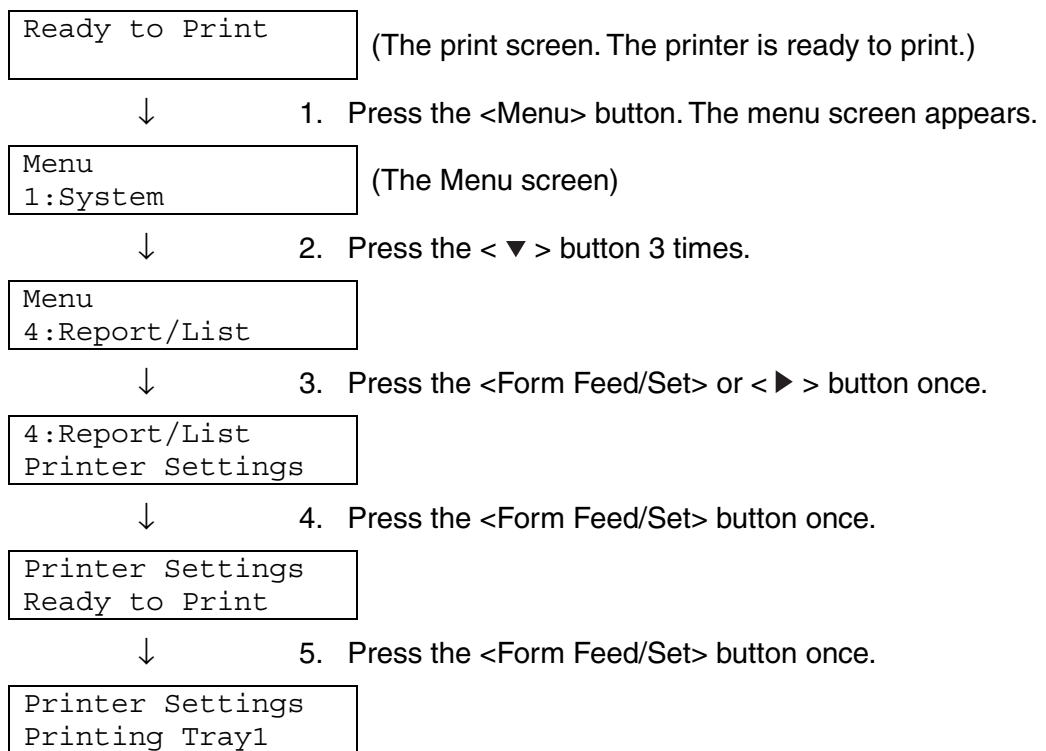 Ready to Print
(The print screen. The printer is ready to print.)
↓ 1. Press the <Menu> button. The menu screen appears.
Menu
1:System
(The Menu screen)
↓ 2. Press the < ▼ > button 3 times.
Menu
4:Report/List
↓ 3. Press the <Form Feed/Set> or < ▶ > button once.
4:Report/List
Printer Settings
↓ 4. Press the <Form Feed/Set> button once.
Printer Settings
Ready to Print
↓ 5. Press the <Form Feed/Set> button once.
Printer Settings
Printing Tray1